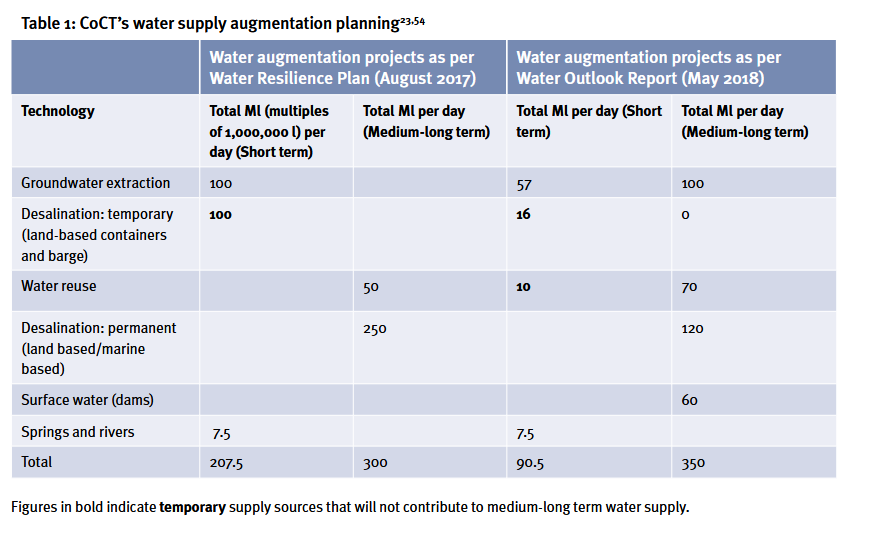 Table 1: CoCT's water supply augmentation planning23,54
Water augmentation projects as per
Water Resilience Plan (August 2017)
Water augmentation projects as per
Water Outlook Report (May 2018)
Technology
Total Ml (multiples
of 1,000,000 l) per
day (Short term)
Total Ml per day
(Medium-long term)
Total Ml per day (Short
term)
Total Ml per day
(Medium-long term)
Groundwater extraction 100 57 100
Desalination: temporary 100 16 0
(land-based containers
and barge)
Water reuse 50 10 70
Desalination: permanent 250 120
(land based/marine
based)
Surface water (dams) 60
Springs and rivers 7.5 7.5
Total 207.5 300 90.5 350
Figures in bold indicate temporary supply sources that will not contribute to medium-long term water supply.